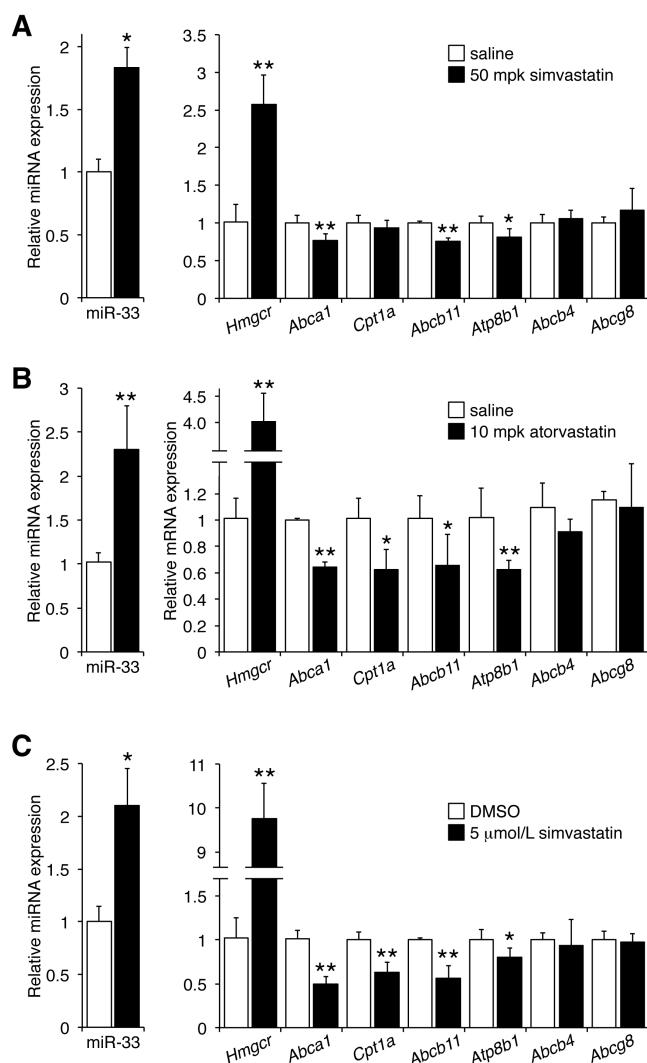 A
Relative miRNA expression
2
1.5
1
0.5
0
*
miR-33
3.5
3
2.5
2
1.5
1
0.5
0
**
**
**
*
saline
50 mpk simvastatin
Hmgcr
Abca1
Cpt1a
Abcb11
Atp8b1
Abcb4
Abcg8
B
Relative miRNA expression
3
2.5
2
1.5
1
0.5
0
**
miR-33
Relative mRNA expression
4.5
4.0
1.2
1
0.8
0.6
0.4
0.2
0
**
**
*
*
**
saline
10 mpk atorvastatin
Hmgcr
Abca1
Cpt1a
Abcb11
Atp8b1
Abcb4
Abcg8
C
Relative miRNA expression
2.5
2
1.5
1
0.5
0
*
miR-33
11
10
9
1.5
1
0.5
0
**
**
**
**
*
DMSO
5 μmol/L simvastatin
Hmgcr
Abca1
Cpt1a
Abcb11
Atp8b1
Abcb4
Abcg8